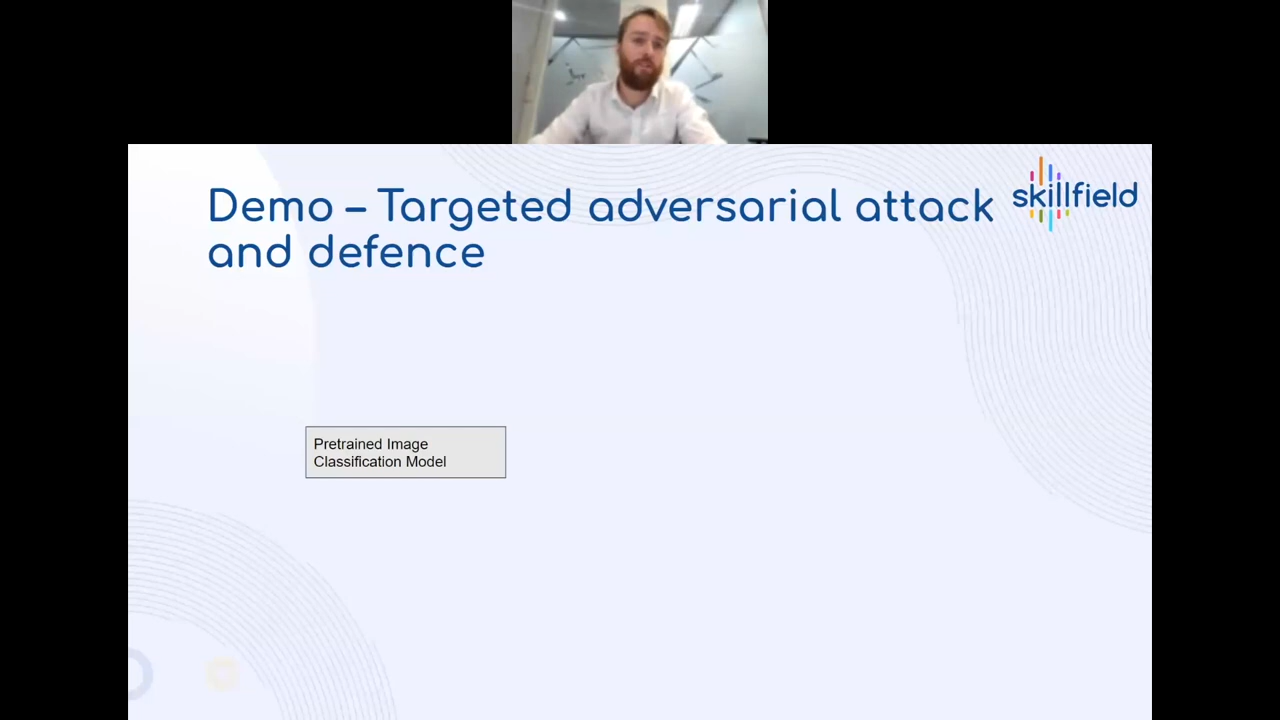 Demo – Targeted adversarial attack
and defence
skillfield
Pretrained Image
Classification Model